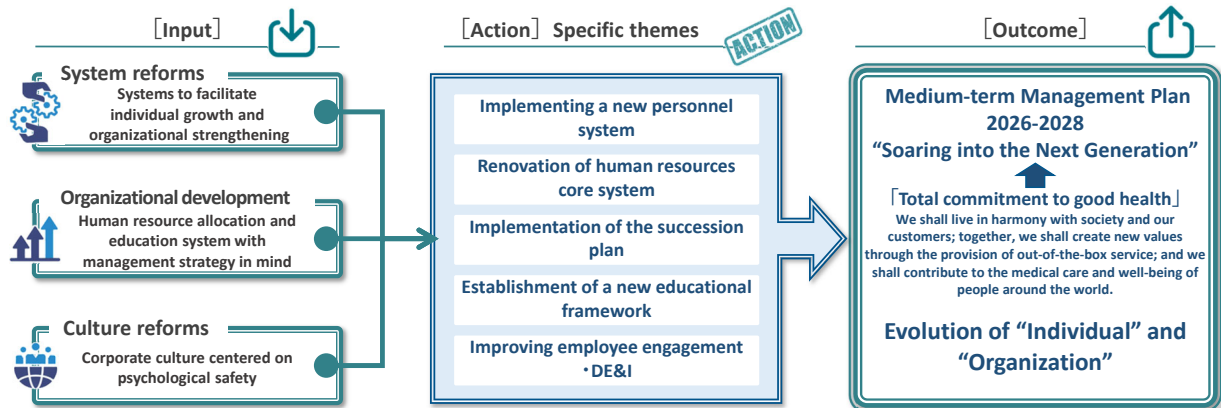 ［Input］
System reforms
Systems to facilitate
individual growth and
organizational strengthening
Organizational development
Human resource allocation and
education system with
management strategy in mind
Culture reforms
Corporate culture centered on
psychological safety
［Action］ Specific themes
ACTION
Implementing a new personnel
system
Renovation of human resources
core system
Implementation of the succession
plan
Establishment of a new educational
framework
Improving employee engagement
・DE&I
［Outcome］
Medium-term Management Plan
2026-2028
“Soaring into the Next Generation”
「Total commitment to good health」
We shall live in harmony with society and our
customers; together, we shall create new values
through the provision of out-of-the-box service; and we
shall contribute to the medical care and well-being of
people around the world.
Evolution of “Individual” and
“Organization”